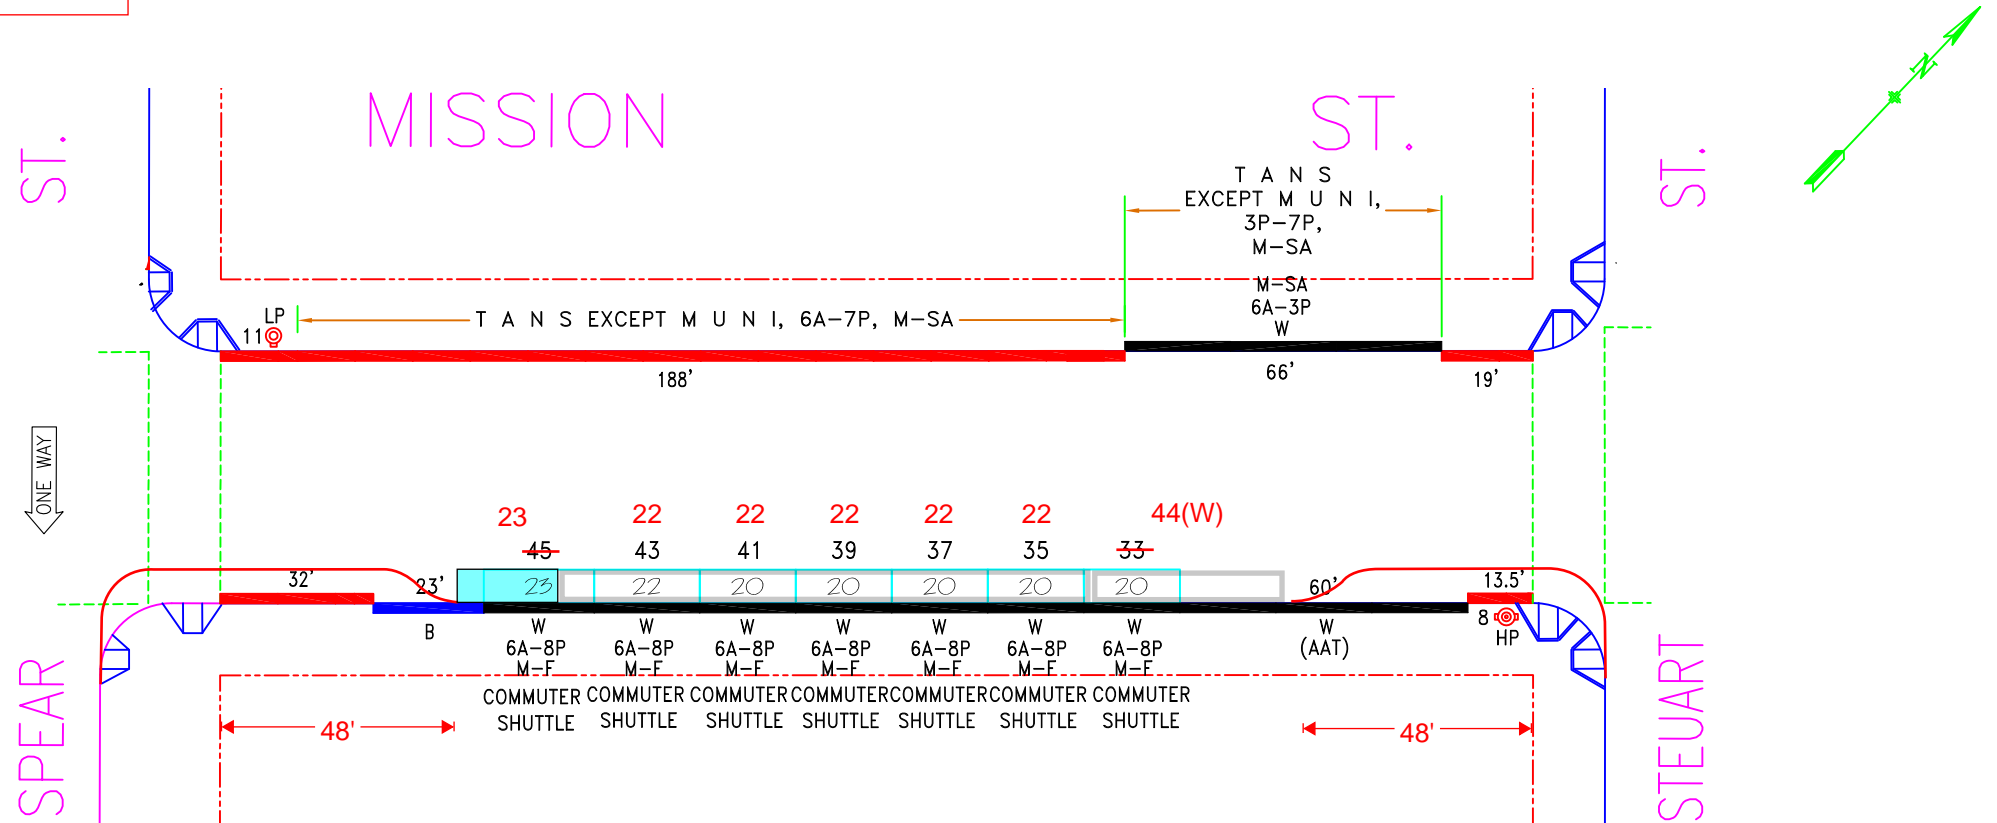 MISSION ST.
ST.
ST.
N
T A N S
EXCEPT M U N I,
3P-7P,
M-SA
M-SA
6A-3P
W
LP
11
T A N S EXCEPT M U N I, 6A-7P, M-SA
188'
66'
19'
ONE WAY
23 22 22 22 22 22 44(W)
45 43 41 39 37 35 33
32'
23'
23 22 20 20 20 20 20
60'
13.5'
B
W W W W W W W
6A-8P 6A-8P 6A-8P 6A-8P 6A-8P 6A-8P 6A-8P
M-F M-F M-F M-F M-F M-F M-F
COMMUTER COMMUTER COMMUTER COMMUTER COMMUTER COMMUTER COMMUTER
SHUTTLE SHUTTLE SHUTTLE SHUTTLE SHUTTLE SHUTTLE SHUTTLE
W
(AAT)
8
HP
48'
48'
SPEAR
STEUART